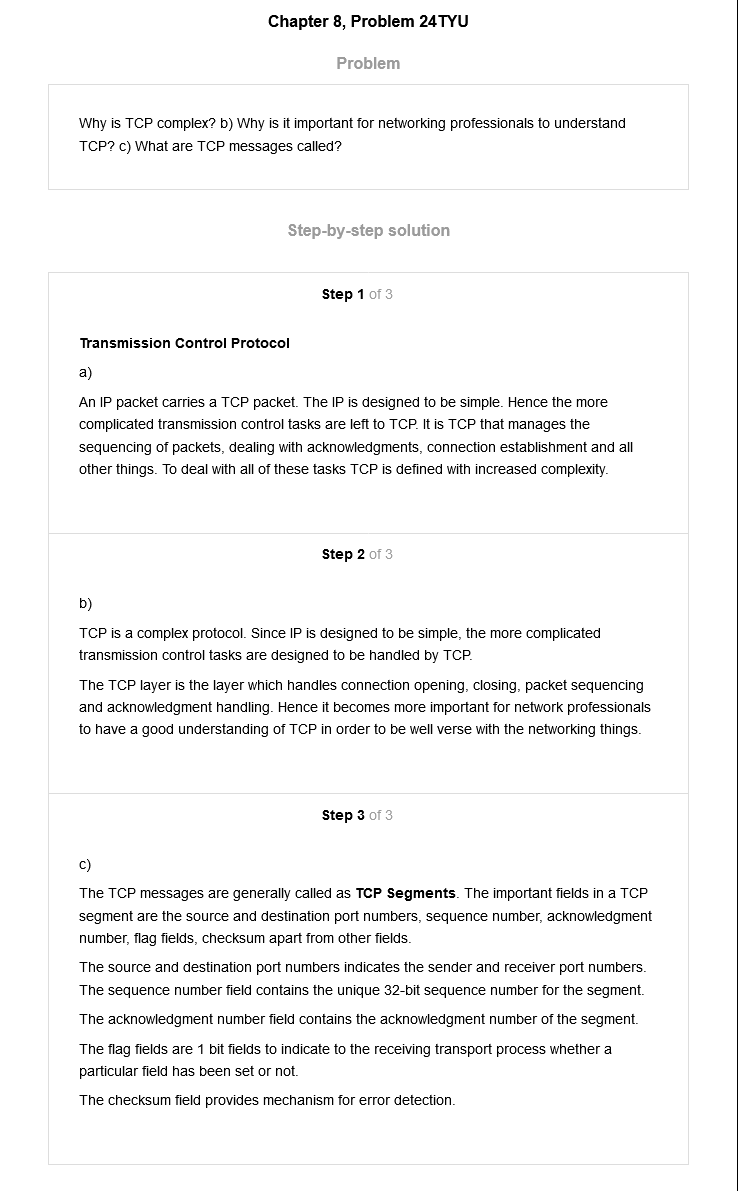 Chapter 8, Problem 24TYU
Problem
Why is TCP complex? b) Why is it important for networking professionals to understand
TCP? c) What are TCP messages called?
Step-by-step solution
Step 1 of 3
Transmission Control Protocol
a)
An IP packet carries a TCP packet. The IP is designed to be simple. Hence the more
complicated transmission control tasks are left to TCP. It is TCP that manages the
sequencing of packets, dealing with acknowledgments, connection establishment and all
other things. To deal with all of these tasks TCP is defined with increased complexity.
Step 2 of 3
b)
TCP is a complex protocol. Since IP is designed to be simple, the more complicated
transmission control tasks are designed to be handled by TCP.
The TCP layer is the layer which handles connection opening, closing, packet sequencing
and acknowledgment handling. Hence it becomes more important for network professionals
to have a good understanding of TCP in order to be well verse with the networking things.
Step 3 of 3
c)
The TCP messages are generally called as TCP Segments. The important fields in a TCP
segment are the source and destination port numbers, sequence number, acknowledgment
number, flag fields, checksum apart from other fields.
The source and destination port numbers indicates the sender and receiver port numbers.
The sequence number field contains the unique 32-bit sequence number for the segment.
The acknowledgment number field contains the acknowledgment number of the segment.
The flag fields are 1 bit fields to indicate to the receiving transport process whether a
particular field has been set or not.
The checksum field provides mechanism for error detection.